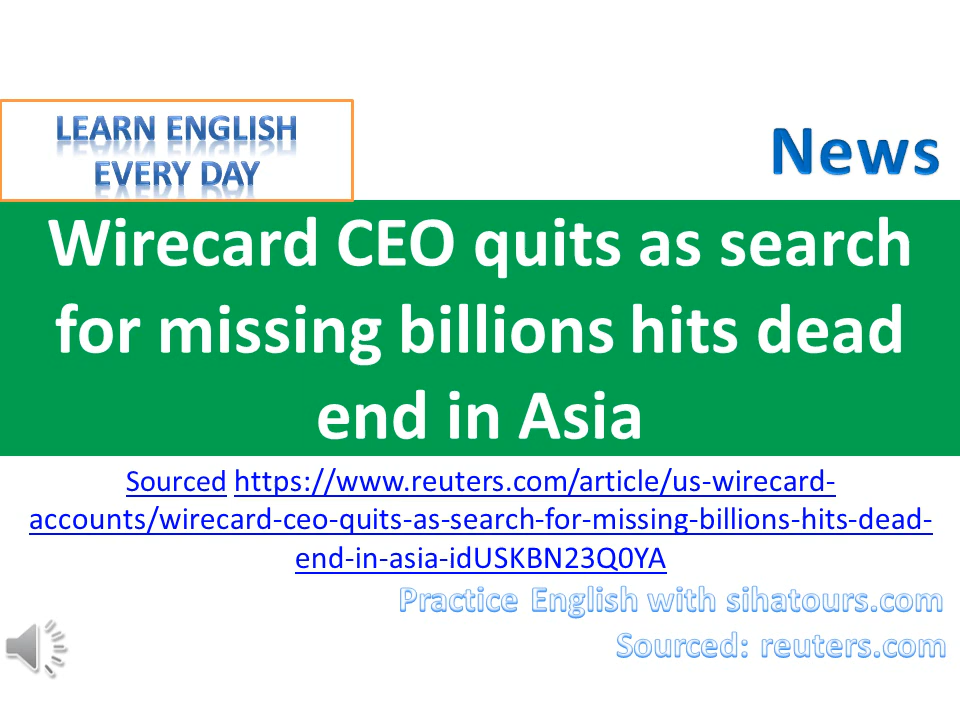 LEARN ENGLISH
EVERY DAY
News
Wirecard CEO quits as search
for missing billions hits dead
end in Asia
Sourced https://www.reuters.com/article/us-wirecard-
accounts/wirecard-ceo-quits-as-search-for-missing-billions-hits-dead-
end-in-asia-idUSKBN23Q0YA
Practice English with sihatours.com
Sourced: reuters.com